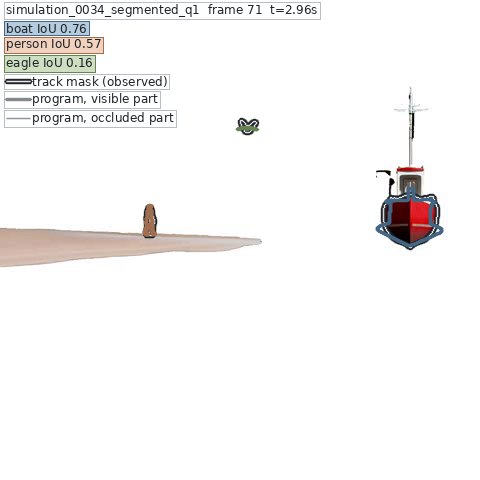 simulation_0034_segmented_q1 frame 71 t=2.96s
boat IoU 0.76
person IoU 0.57
eagle IoU 0.16
track mask (observed)
program, visible part
program, occluded part